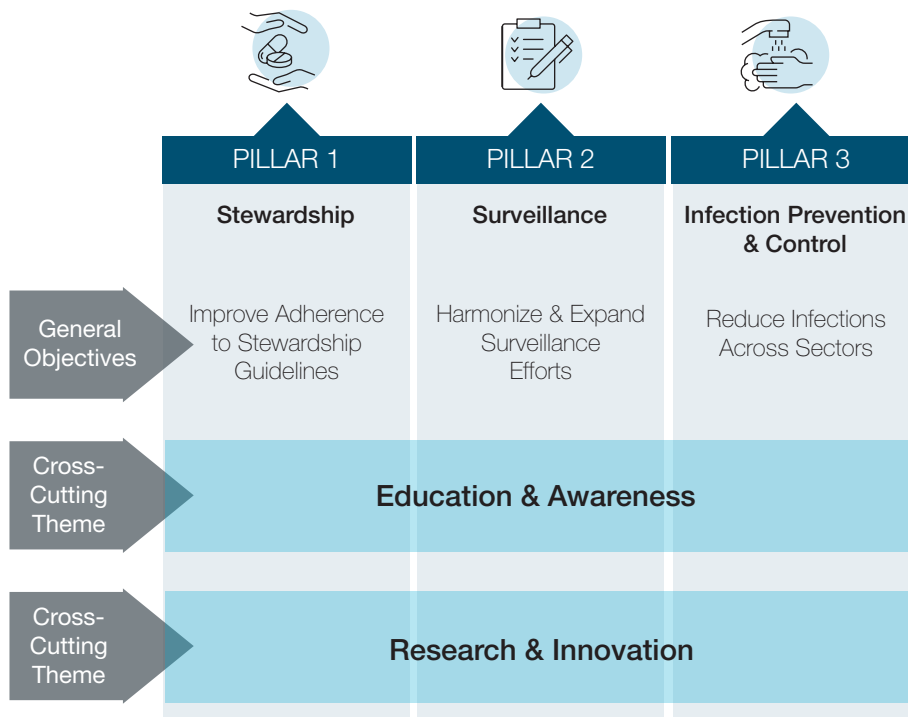 PILLAR 1
PILLAR 2
PILLAR 3
Stewardship
Surveillance
Infection Prevention
& Control
General
Objectives
Improve Adherence
to Stewardship
Guidelines
Harmonize & Expand
Surveillance
Efforts
Reduce Infections
Across Sectors
Cross-
Cutting
Theme
Education & Awareness
Cross-
Cutting
Theme
Research & Innovation